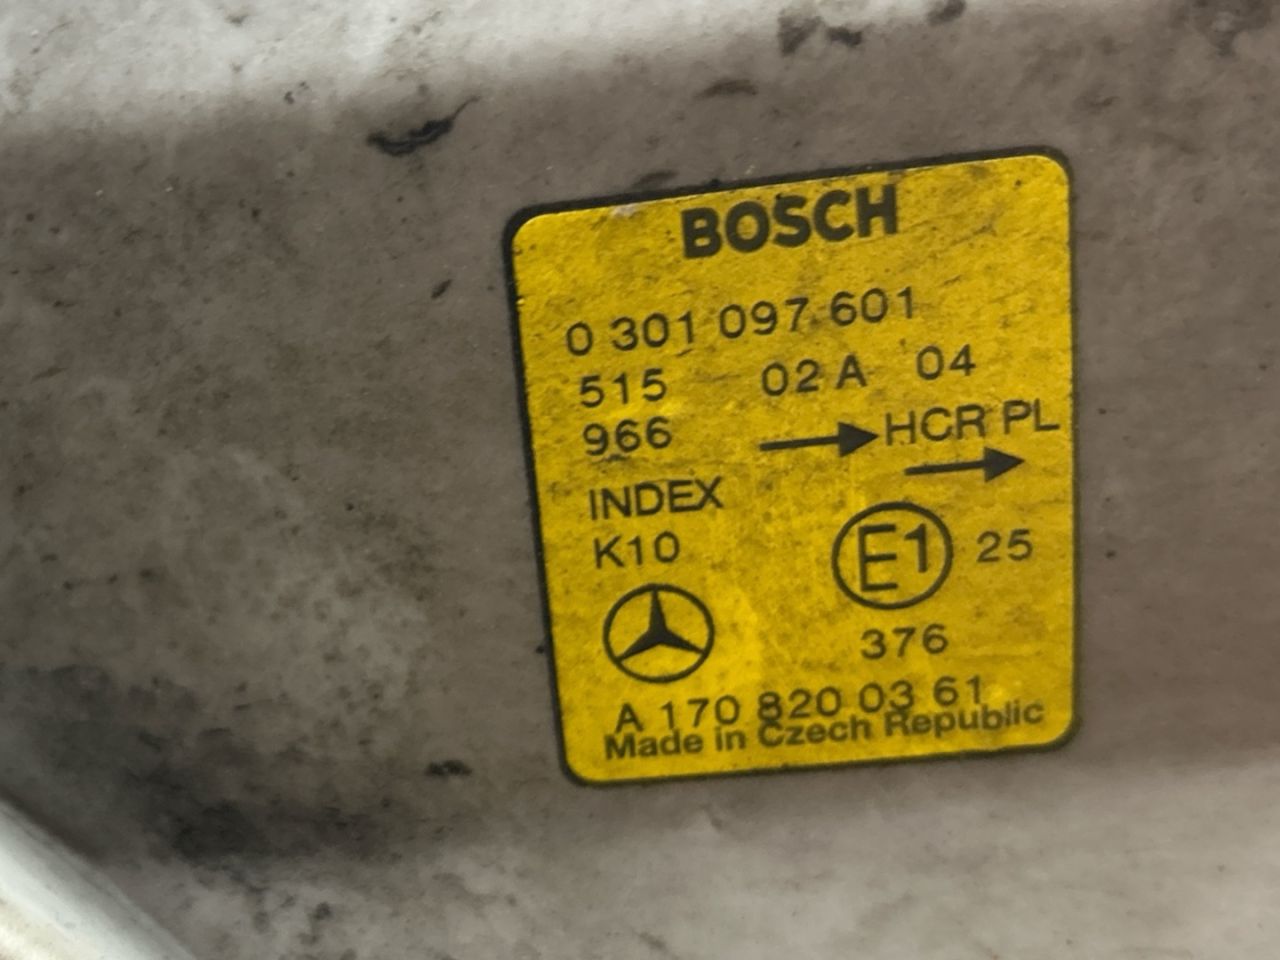 BOSCH
0 301 097 601
515 02 A 04
966 HCR PL
INDEX
K10
E1 25
376
A 170 820 03 61
Made in Czech Republic